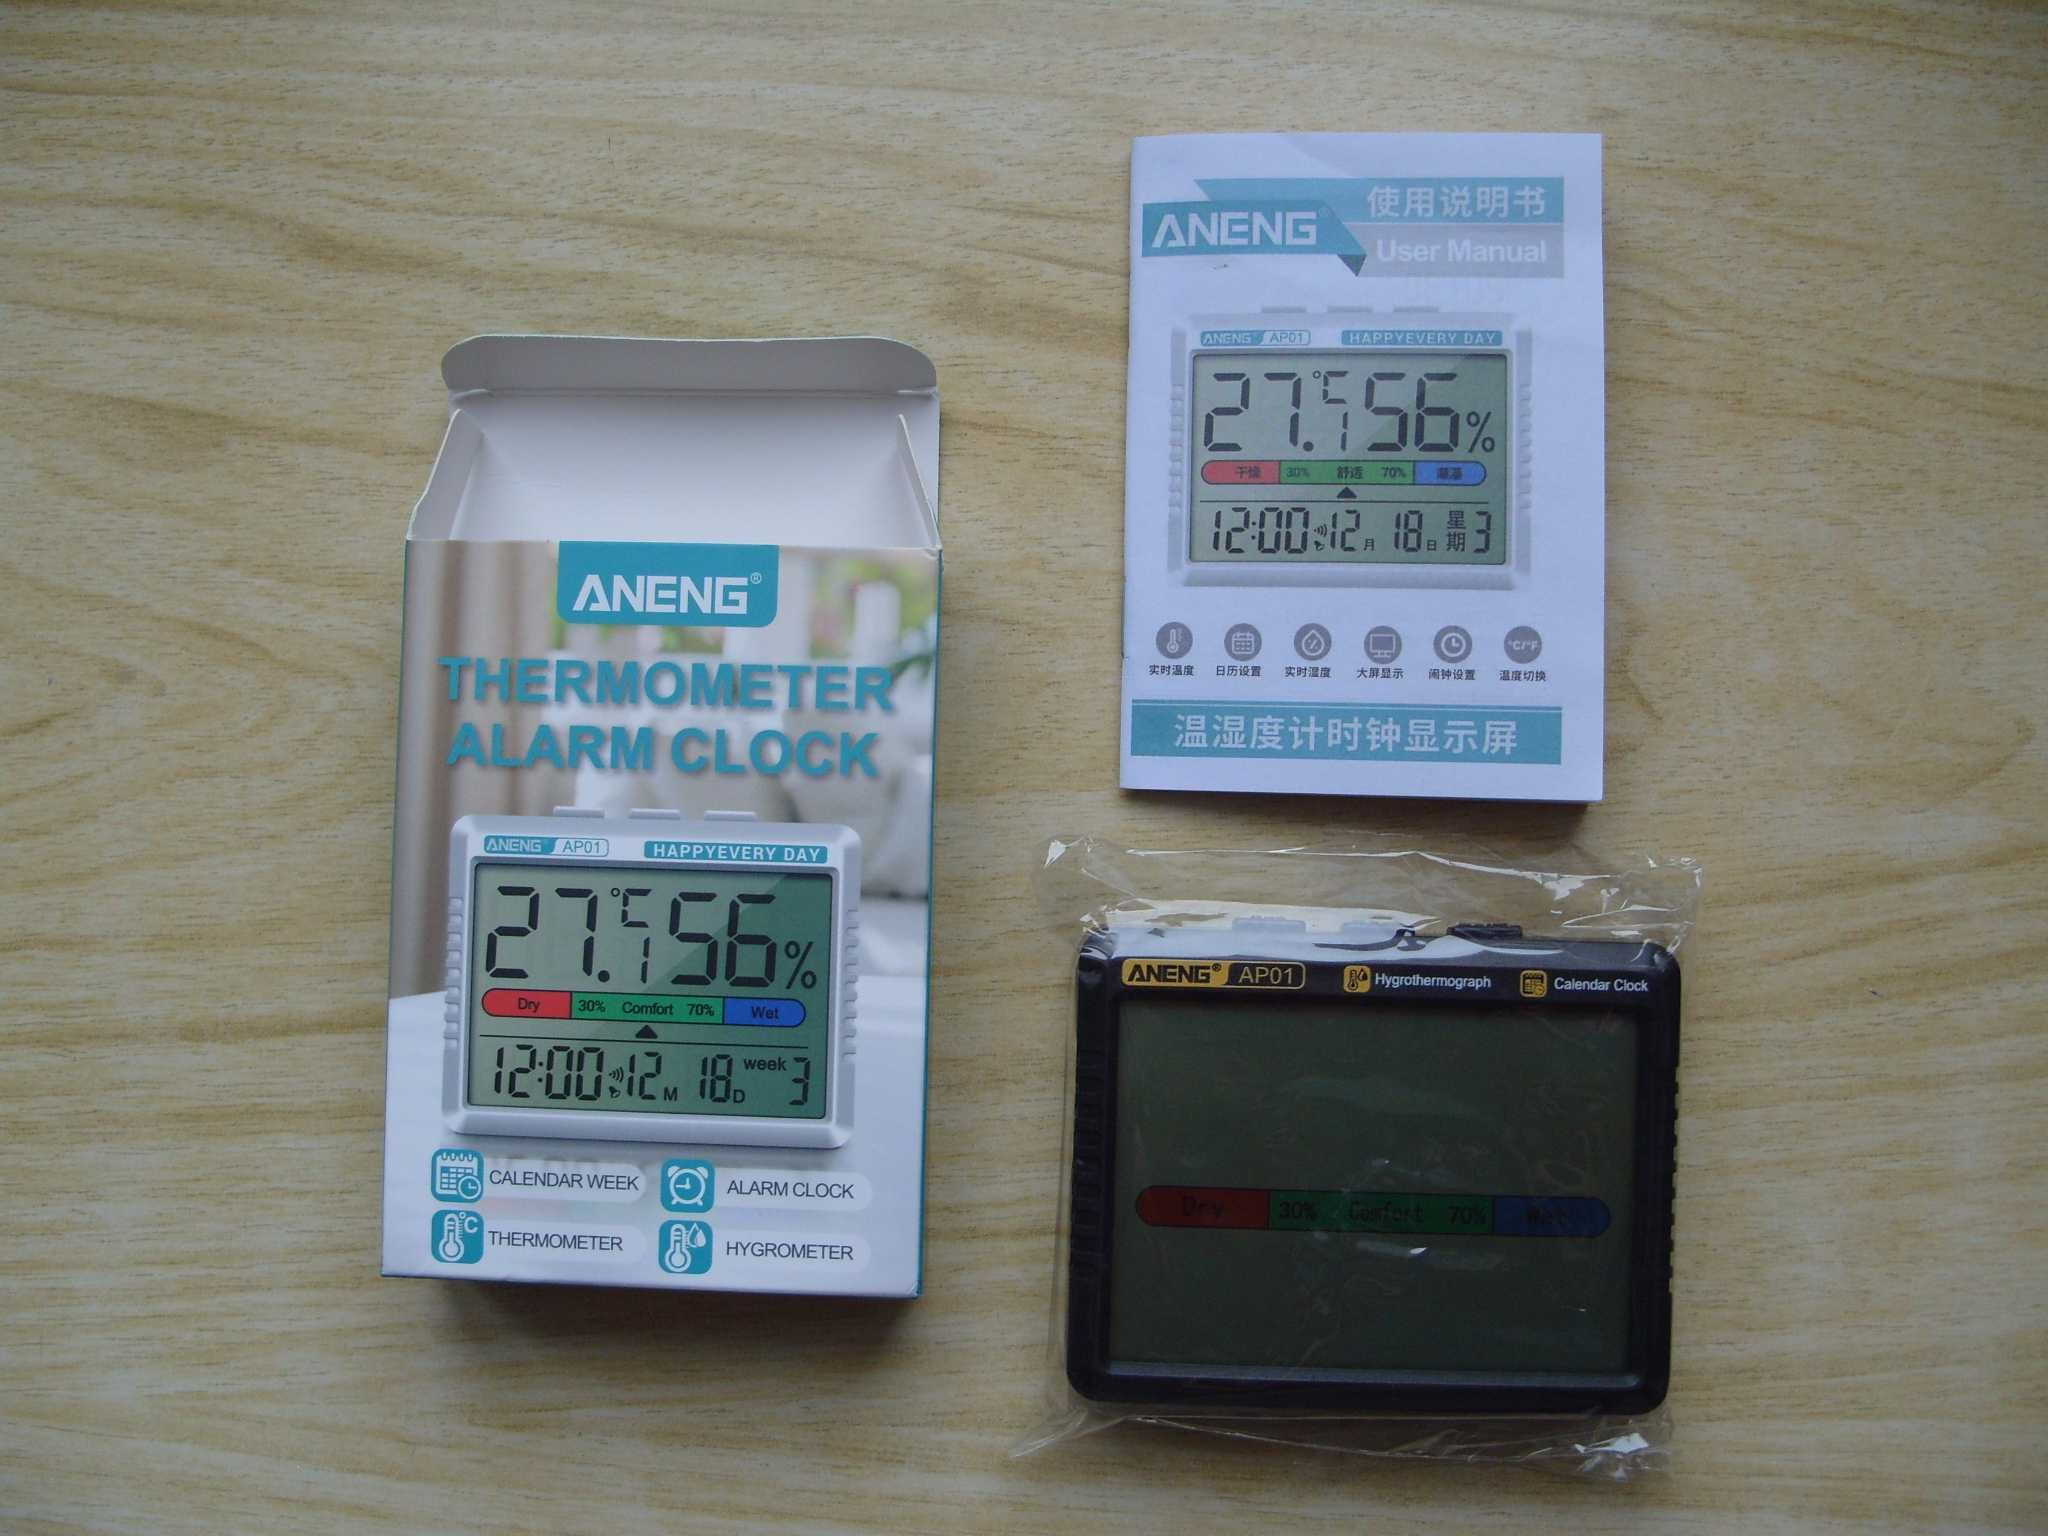 ANENG®
THERMOMETER
ALARM CLOCK
ANENG® AP01
HAPPYEVERY DAY
27.1 °C 56%
Dry 30% Comfort 70% Wet
12:00 12 M 18 D week 3
CALENDAR WEEK
ALARM CLOCK
THERMOMETER
HYGROMETER
ANENG®
使用说明书
User Manual
ANENG® AP01
HAPPYEVERY DAY
27.1 °C 56%
干燥 30% 舒适 70% 潮湿
12:00 12 月 18 日 星期 3
°C/°F
实时温度 日历设置 实时湿度 大屏显示 闹钟设置 温度切换
温湿度计时钟显示屏
ANENG® AP01
Hygrothermograph
Calendar Clock
Dry 30% Comfort 70% Wet